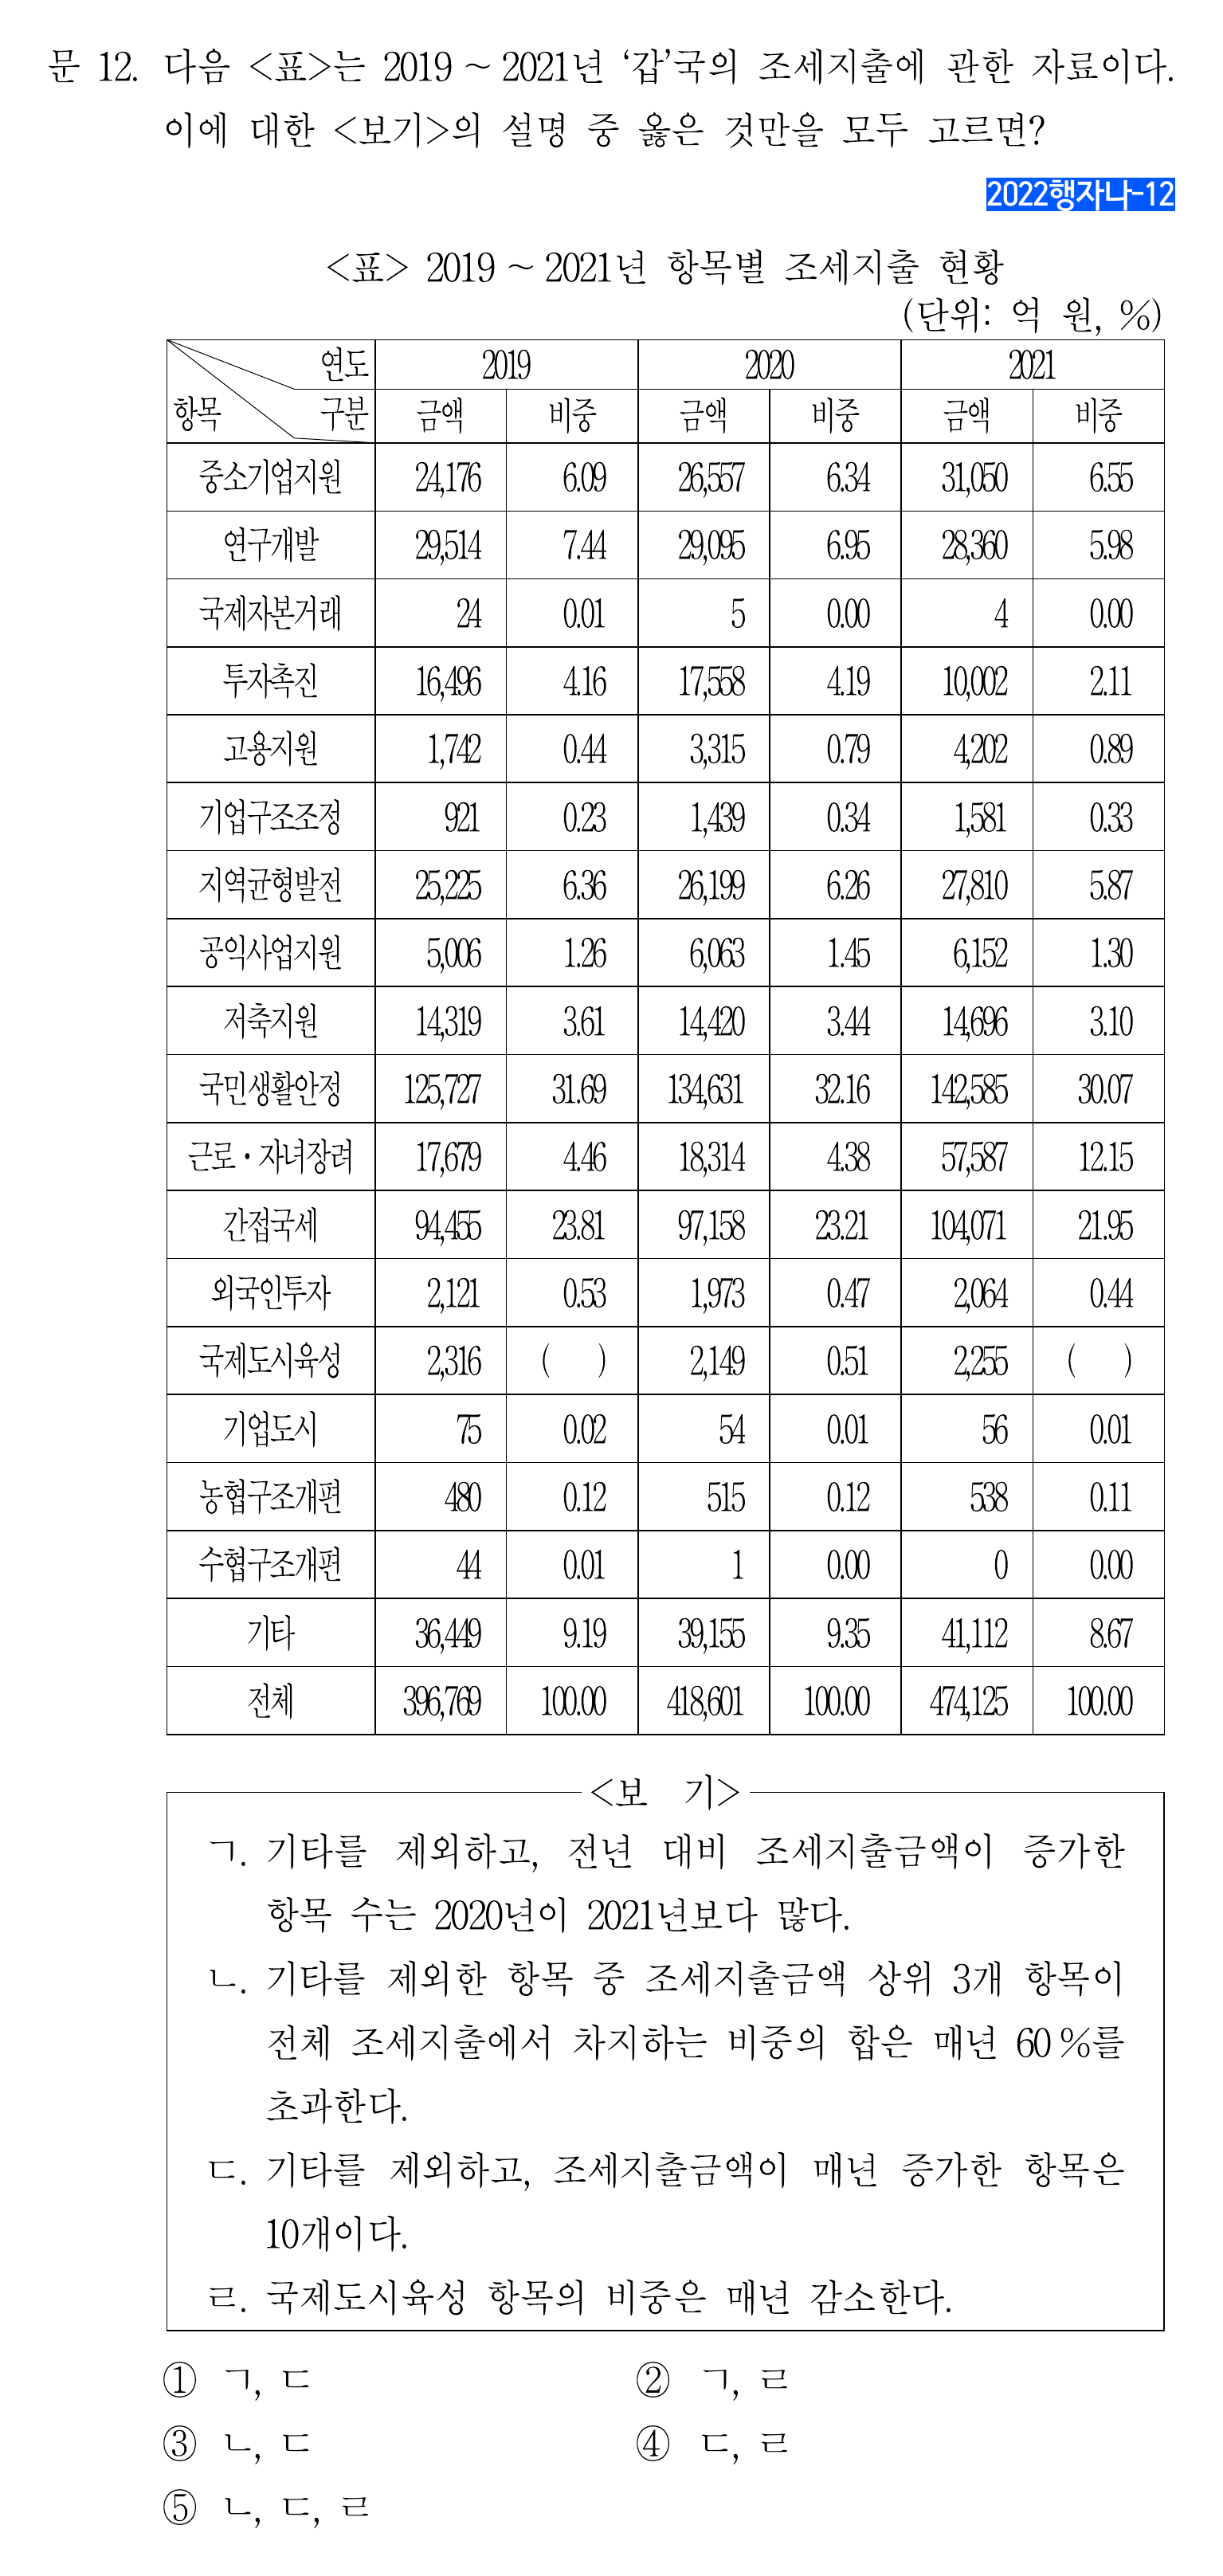 문 12. 다음 <표>는 2019 ~ 2021년 ‘갑’국의 조세지출에 관한 자료이다.
이에 대한 <보기>의 설명 중 옳은 것만을 모두 고르면?
2022행자나-12
<표> 2019 ~ 2021년 항목별 조세지출 현황
(단위: 억 원, %)
연도 2019 2020 2021
항목 구분 금액 비중 금액 비중 금액 비중
중소기업지원 24,176 6.09 26,557 6.34 31,050 6.55
연구개발 29,514 7.44 29,095 6.95 28,360 5.98
국제자본거래 24 0.01 5 0.00 4 0.00
투자촉진 16,496 4.16 17,558 4.19 10,002 2.11
고용지원 1,742 0.44 3,315 0.79 4,202 0.89
기업구조조정 921 0.23 1,439 0.34 1,581 0.33
지역균형발전 25,225 6.36 26,199 6.26 27,810 5.87
공익사업지원 5,006 1.26 6,063 1.45 6,152 1.30
저축지원 14,319 3.61 14,420 3.44 14,696 3.10
국민생활안정 125,727 31.69 134,631 32.16 142,585 30.07
근로·자녀장려 17,679 4.46 18,314 4.38 57,587 12.15
간접국세 94,455 23.81 97,158 23.21 104,071 21.95
외국인투자 2,121 0.53 1,973 0.47 2,064 0.44
국제도시육성 2,316 ( ) 2,149 0.51 2,255 ( )
기업도시 75 0.02 54 0.01 56 0.01
농협구조개편 480 0.12 515 0.12 538 0.11
수협구조개편 44 0.01 1 0.00 0 0.00
기타 36,449 9.19 39,155 9.35 41,112 8.67
전체 396,769 100.00 418,601 100.00 474,125 100.00
<보 기>
ㄱ. 기타를 제외하고, 전년 대비 조세지출금액이 증가한
항목 수는 2020년이 2021년보다 많다.
ㄴ. 기타를 제외한 항목 중 조세지출금액 상위 3개 항목이
전체 조세지출에서 차지하는 비중의 합은 매년 60 %를
초과한다.
ㄷ. 기타를 제외하고, 조세지출금액이 매년 증가한 항목은
10개이다.
ㄹ. 국제도시육성 항목의 비중은 매년 감소한다.
① ㄱ, ㄷ ② ㄱ, ㄹ
③ ㄴ, ㄷ ④ ㄷ, ㄹ
⑤ ㄴ, ㄷ, ㄹ